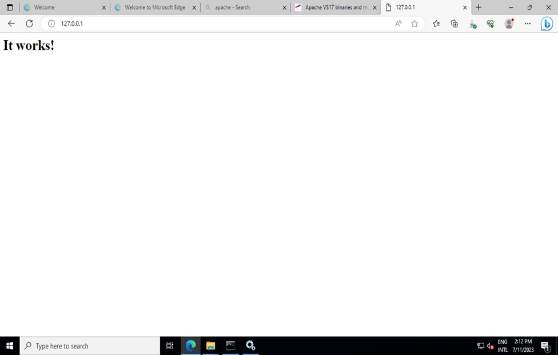 Welcome
Welcome to Microsoft Edge
apache - Search
Apache VS17 binaries and mo
127.0.0.1
127.0.0.1
It works!
Type here to search
ENG
INTL
2:12 PM
7/11/2023